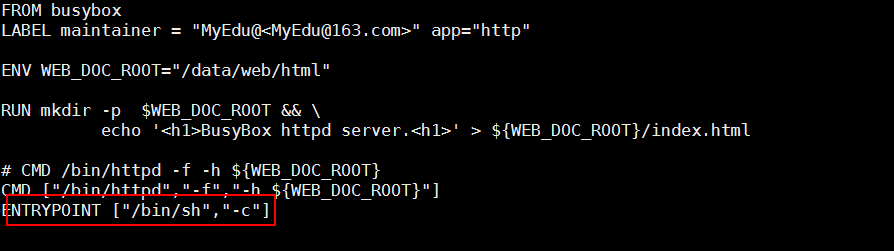 FROM busybox
LABEL maintainer = "MyEdu@<MyEdu@163.com>" app="http"
ENV WEB_DOC_ROOT="/data/web/html"
RUN mkdir -p  $WEB_DOC_ROOT && \
echo '<h1>BusyBox httpd server.<h1>' > ${WEB_DOC_ROOT}/index.html
# CMD /bin/httpd -f -h ${WEB_DOC_ROOT}
CMD ["/bin/httpd","-f","-h ${WEB_DOC_ROOT}"]
ENTRYPOINT ["/bin/sh","-c"]